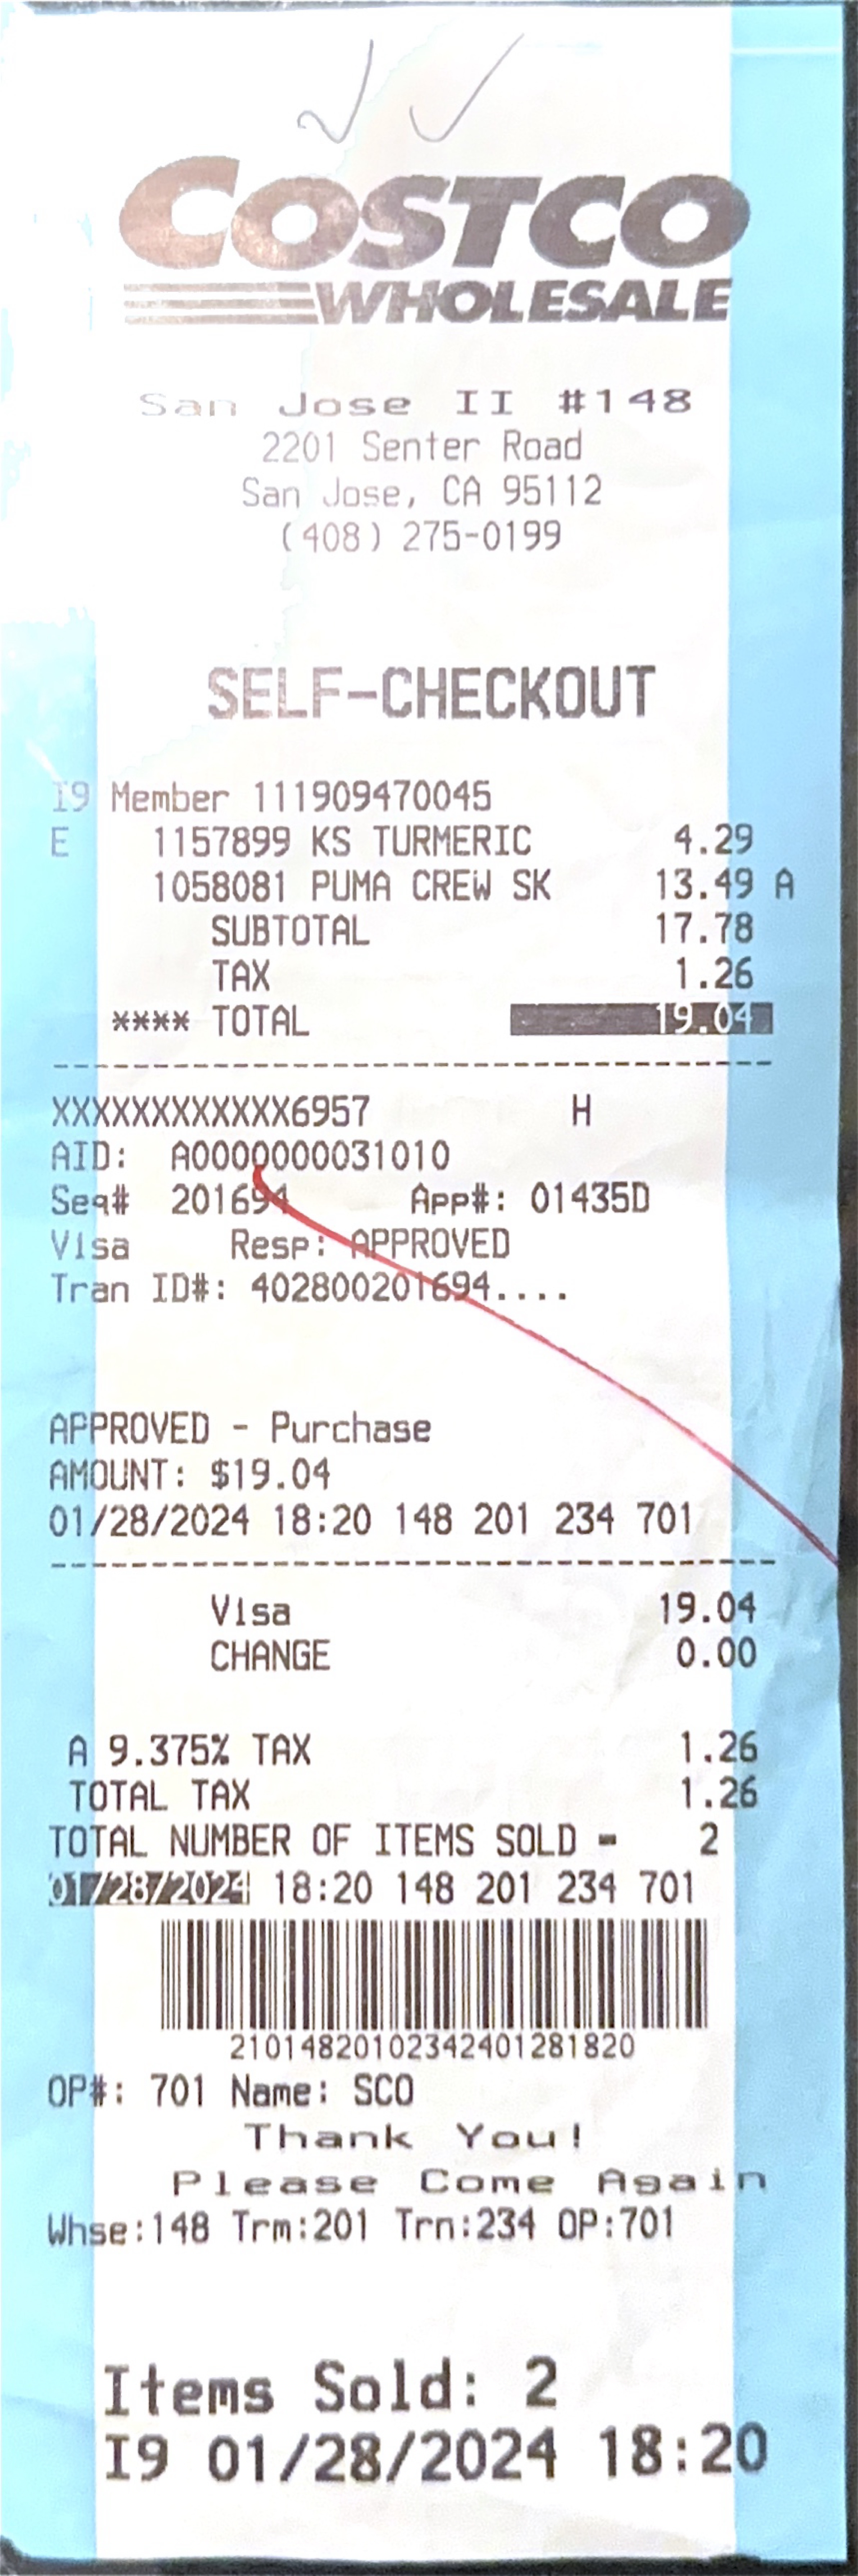 COSTCO
WHOLESALE
San Jose II #148
2201 Senter Road
San Jose, CA 95112
(408) 275-0199
SELF-CHECKOUT
I9 Member 111909470045
E 1157899 KS TURMERIC 4.29
1058081 PUMA CREW SK 13.49 A
SUBTOTAL 17.78
TAX 1.26
**** TOTAL 19.04
XXXXXXXXXXXX6957 H
AID: A0000000031010
Seq# 201694 App#: 01435D
Visa Resp: APPROVED
Tran ID#: 402800201694....
APPROVED - Purchase
AMOUNT: $19.04
01/28/2024 18:20 148 201 234 701
Visa 19.04
CHANGE 0.00
A 9.375% TAX 1.26
TOTAL TAX 1.26
TOTAL NUMBER OF ITEMS SOLD = 2
01/28/2024 18:20 148 201 234 701
21014820102342401281820
OP#: 701 Name: SCO
Thank You!
Please Come Again
Whse:148 Trm:201 Trn:234 OP:701
Items Sold: 2
I9 01/28/2024 18:20